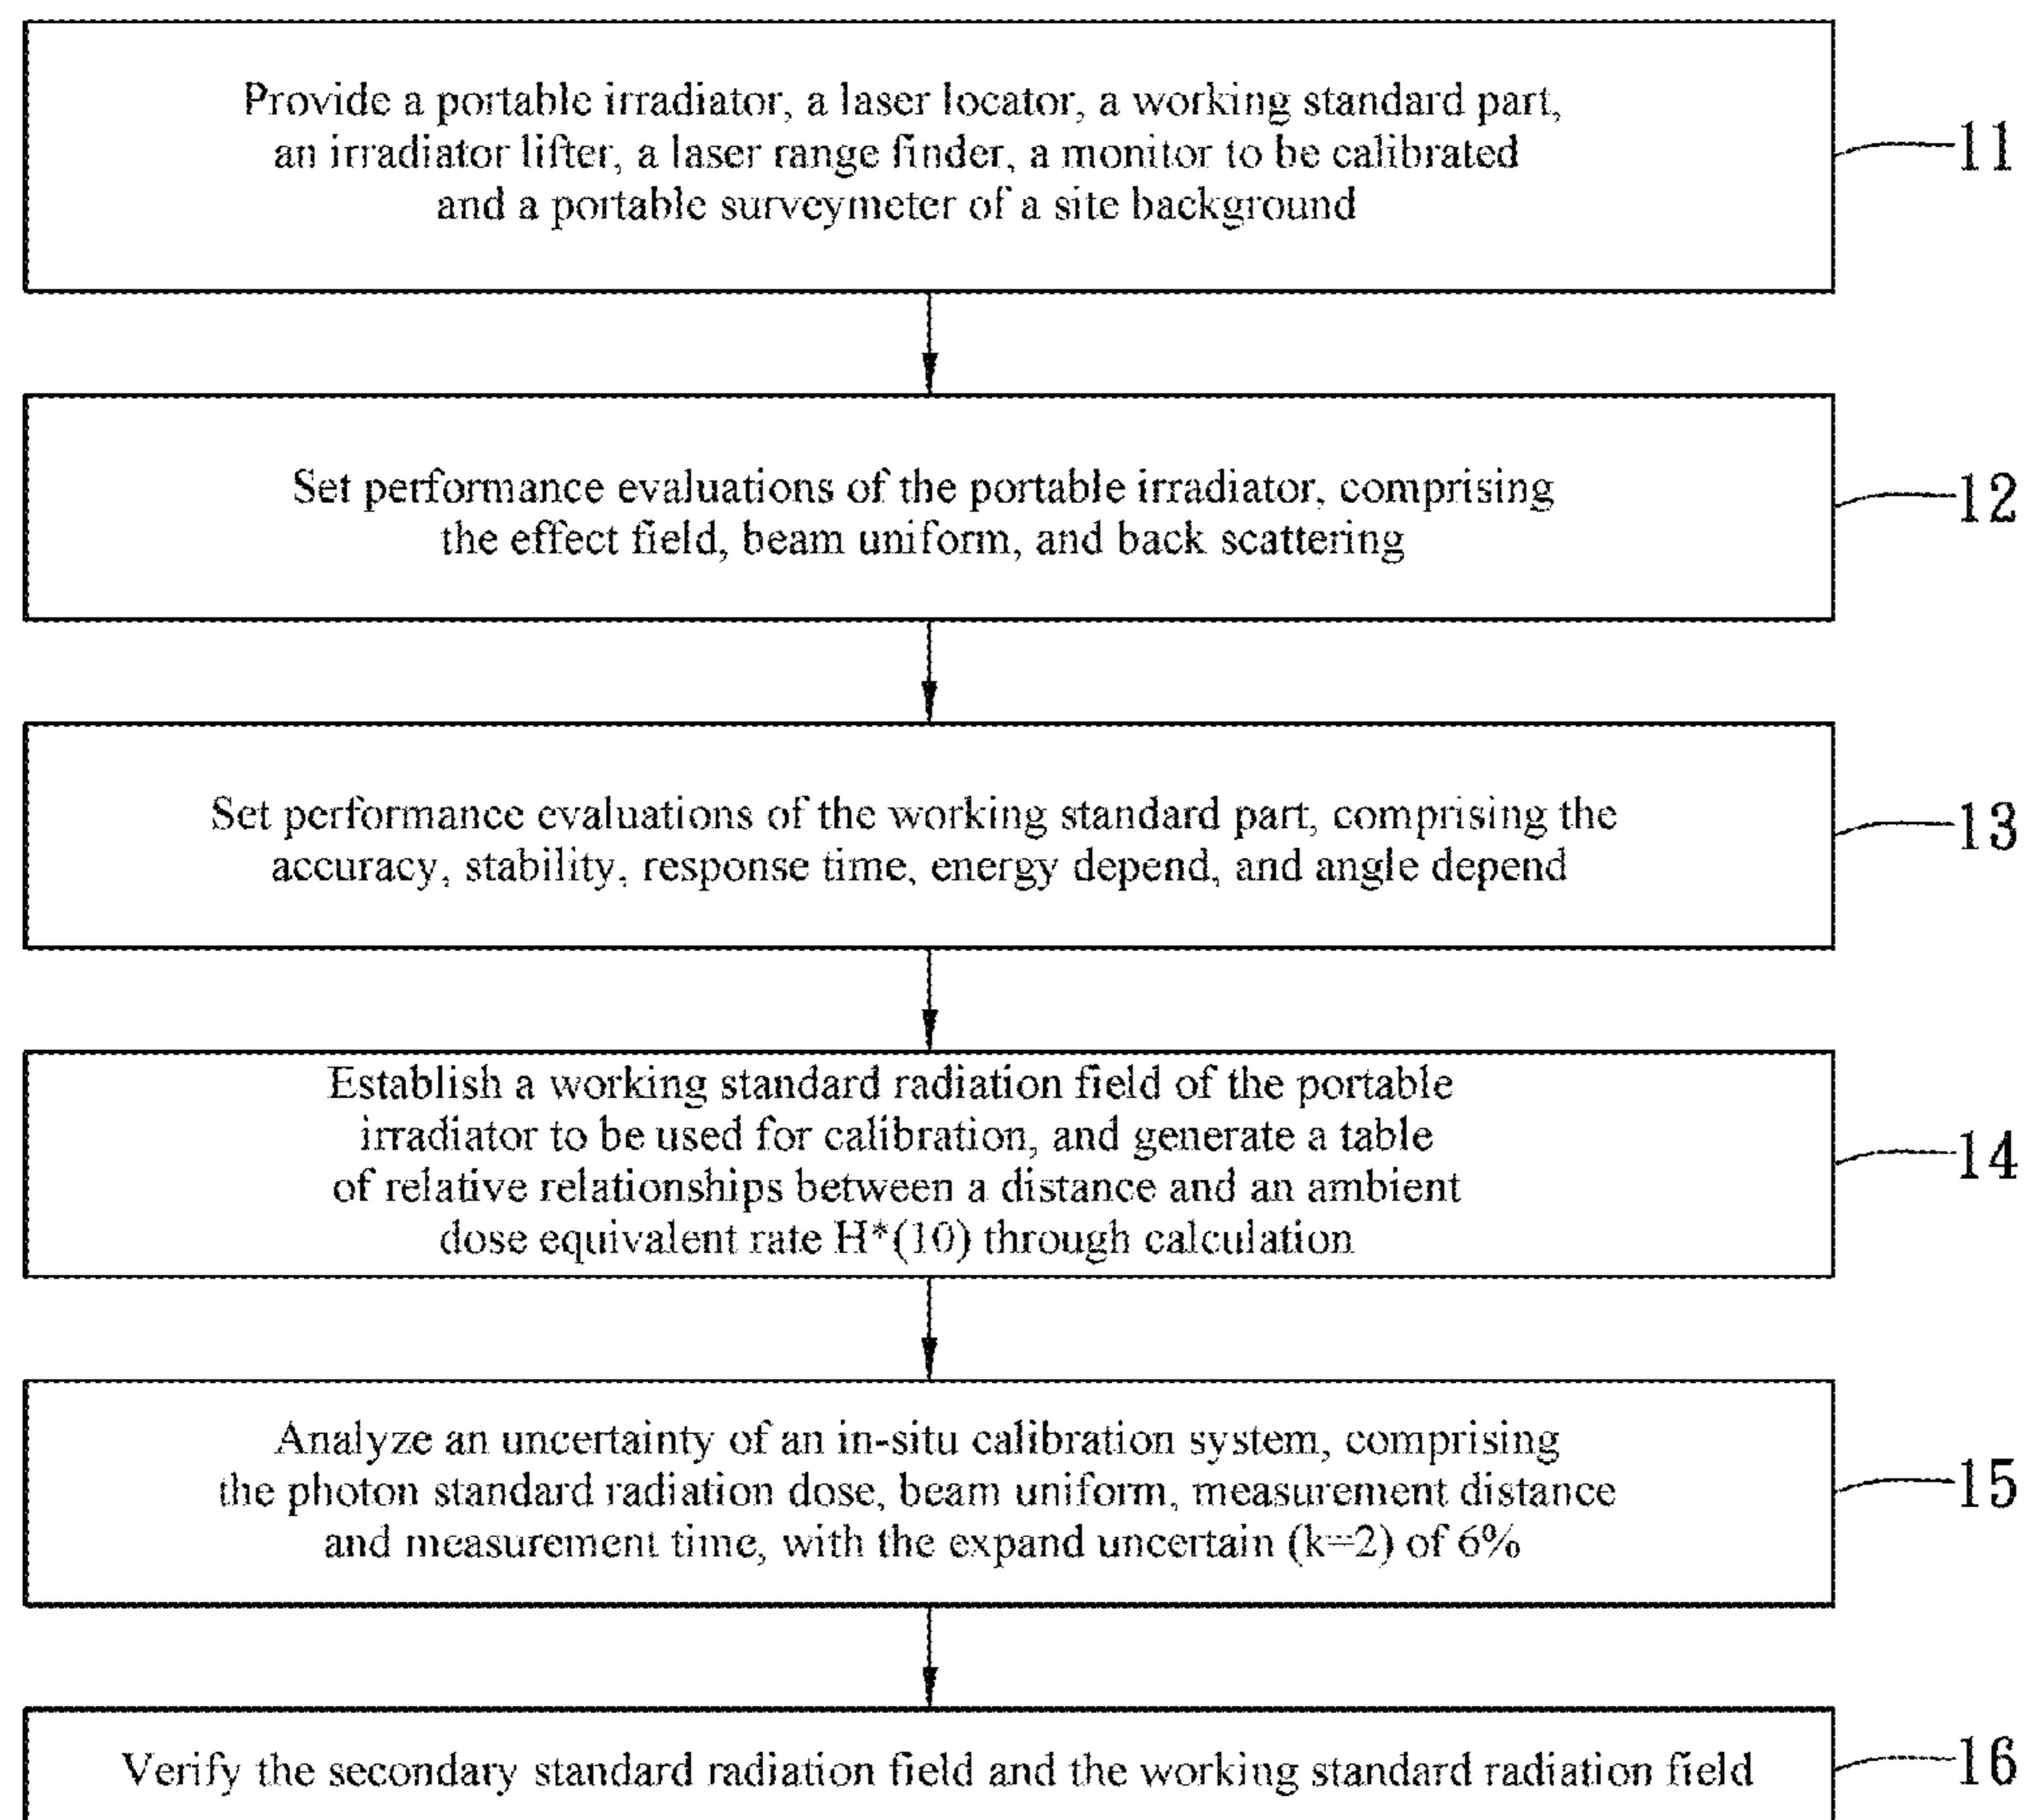 Provide a portable irradiator, a laser locator, a working standard part,
an irradiator lifter, a laser range finder, a monitor to be calibrated
and a portable surveymeter of a site background
11
Set performance evaluations of the portable irradiator, comprising
the effect field, beam uniform, and back scattering
12
Set performance evaluations of the working standard part, comprising the
accuracy, stability, response time, energy depend, and angle depend
13
Establish a working standard radiation field of the portable
irradiator to be used for calibration, and generate a table
of relative relationships between a distance and an ambient
dose equivalent rate H*(10) through calculation
14
Analyze an uncertainty of an in-situ calibration system, comprising
the photon standard radiation dose, beam uniform, measurement distance
and measurement time, with the expand uncertain (k=2) of 6%
15
Verify the secondary standard radiation field and the working standard radiation field
16